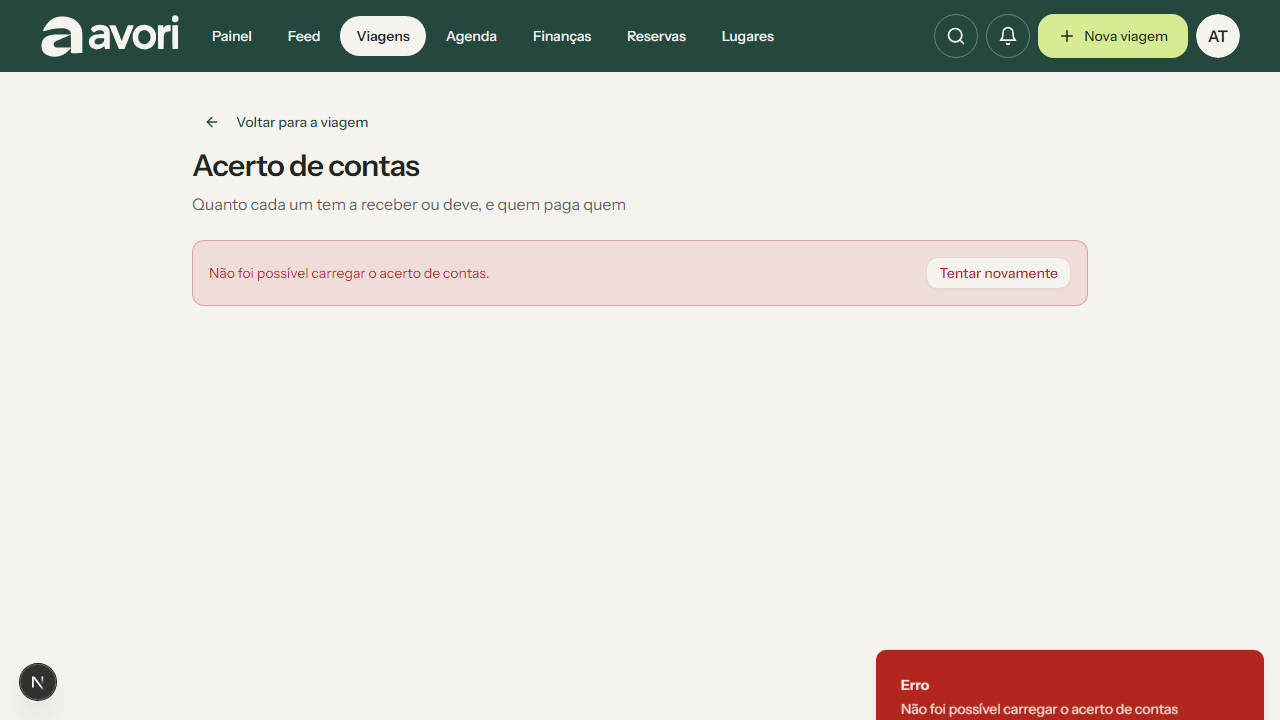 a avori
Painel
Feed
Viagens
Agenda
Finanças
Reservas
Lugares
Nova viagem
AT
Voltar para a viagem
Acerto de contas
Quanto cada um tem a receber ou deve, e quem paga quem
Não foi possível carregar o acerto de contas.
Tentar novamente
N
Erro
Não foi possível carregar o acerto de contas